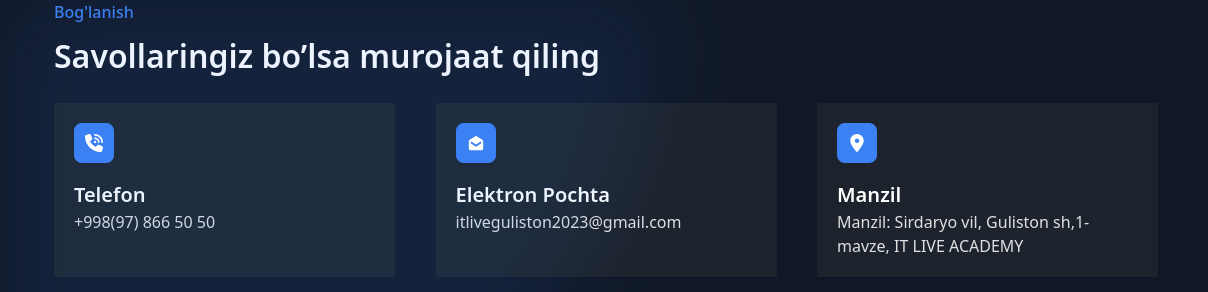 Bog'lanish
Savollaringiz bo’lsa murojaat qiling
Telefon
+998(97) 866 50 50
Elektron Pochta
itliveguliston2023@gmail.com
Manzil
Manzil: Sirdaryo vil, Guliston sh,1-
mavze, IT LIVE ACADEMY